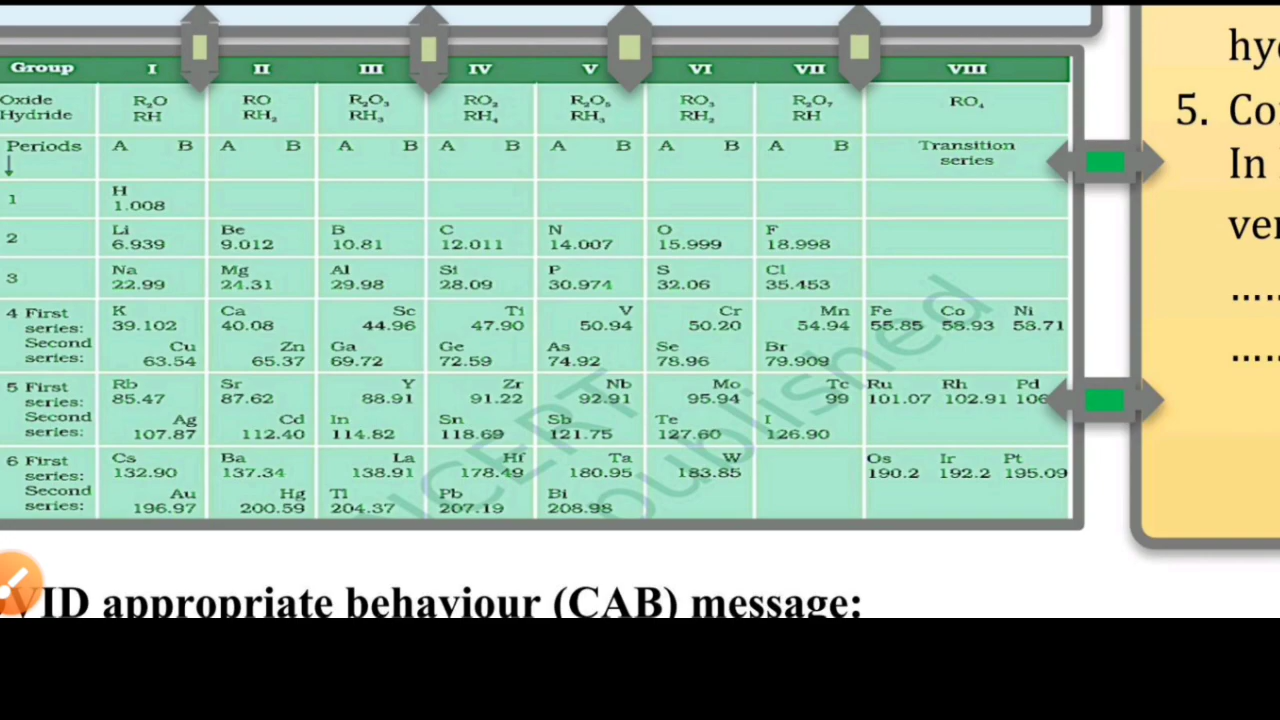 Group I II III IV V VI VII VIII
Oxide R₂O RO R₂O₃ RO₂ R₂O₅ RO₃ R₂O₇ RO₄
Hydride RH RH₂ RH₃ RH₄ RH₃ RH₂ RH
Periods A B A B A B A B A B A B A B Transition
↓ series
1 H
1.008
2 Li Be B C N O F
6.939 9.012 10.81 12.011 14.007 15.999 18.998
3 Na Mg Al Si P S Cl
22.99 24.31 29.98 28.09 30.974 32.06 35.453
4 First K Ca Sc Ti V Cr Mn Fe Co Ni
series: 39.102 40.08 44.96 47.90 50.94 50.20 54.94 55.85 58.93 58.71
Second Cu Zn Ga Ge As Se Br
series: 63.54 65.37 69.72 72.59 74.92 78.96 79.909
5 First Rb Sr Y Zr Nb Mo Tc Ru Rh Pd
series: 85.47 87.62 88.91 91.22 92.91 95.94 99 101.07 102.91
Second Ag Cd In Sn Sb Te I
series: 107.87 112.40 114.82 118.69 121.75 127.60 126.90
6 First Cs Ba La Hf Ta W Os Ir Pt
series: 132.90 137.34 138.91 178.49 180.95 183.85 190.2 192.2 195.09
Second Au Hg Tl Pb Bi
series: 196.97 200.59 204.37 207.19 208.98
NCERT
5.
In
.....
.....
appropriate behaviour (CAB) message: